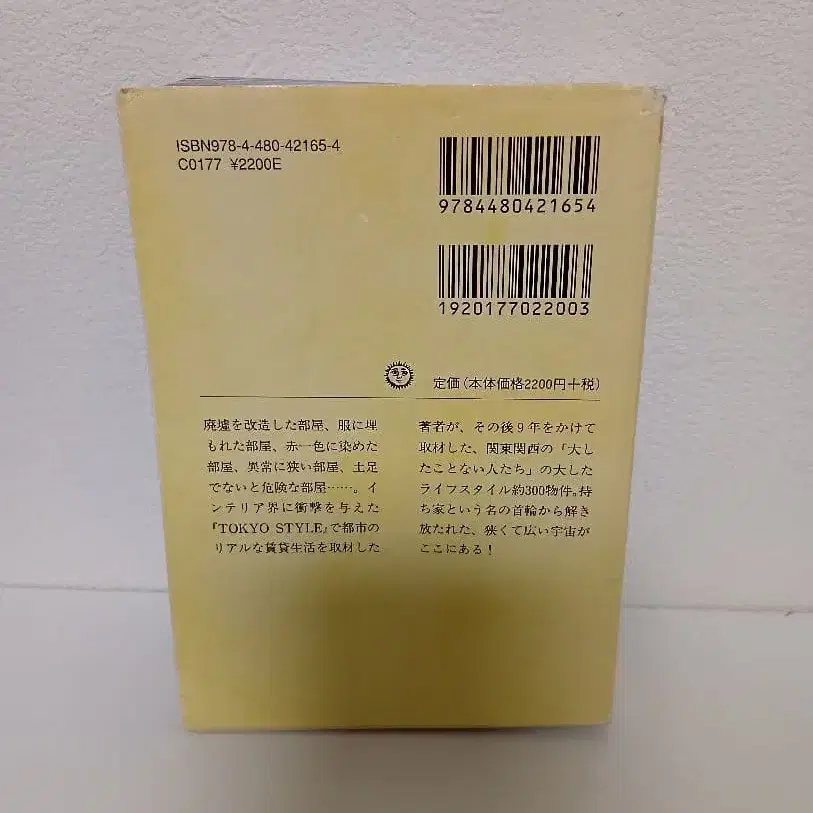 ISBN978-4-480-42165-4
C0177 ¥2200E
9784480421654
1920177022003
定価(本体価格2200円+税)
廃墟を改造した部屋、服に埋
もれた部屋、赤一色に染めた
部屋、異常に狭い部屋、土足
でないと危険な部屋……。イ
ンテリア界に衝撃を与えた
『TOKYO STYLE』で都市の
リアルな賃貸生活を取材した
著者が、その後9年をかけて
取材した、関東関西の「大し
たことない人たち」の大した
ライフスタイル約300物件。持
ち家という名の首輪から解き
放たれた、狭くて広い宇宙が
ここにある!